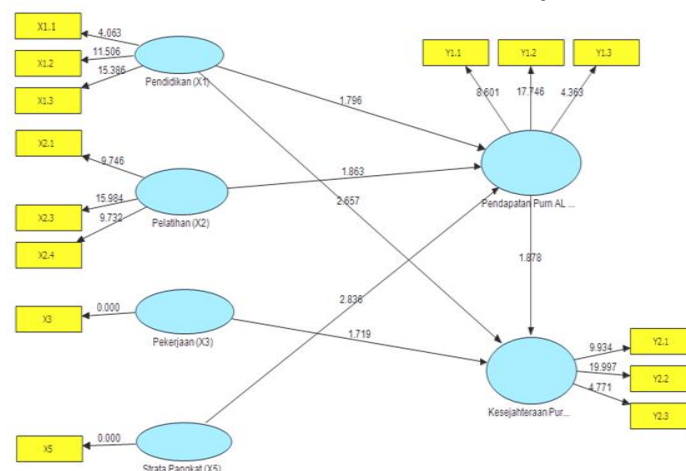 X1.1
4.063
X1.2
11.506
X1.3
15.386
Pendidikan (X1)
Y1.1
Y1.2
Y1.3
8.601
17.746
4.363
1.796
X2.1
9.746
X2.3
15.984
X2.4
9.732
Pelatihan (X2)
1.863
2.657
Pendapatan Purn AL ...
1.878
2.836
X3
0.000
Pekerjaan (X3)
1.719
Y2.1
9.934
Y2.2
19.997
Y2.3
4.771
Kesejahteraan Pur...
X5
0.000
Strata Pangkat (X5)